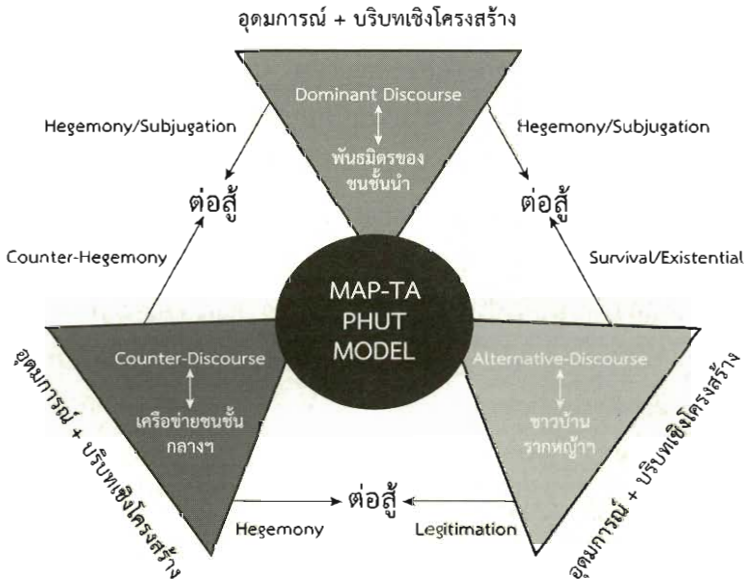 อุดมการณ์ + บริบทเชิงโครงสร้าง
Dominant Discourse
พันธมิตรของ
ชนชั้นนำ
Hegemony/Subjugation
Hegemony/Subjugation
ต่อสู้
ต่อสู้
Counter-Hegemony
Survival/Existential
MAP-TA
PHUT
MODEL
Counter-Discourse
เครือข่ายชนชั้น
กลางฯ
Alternative-Discourse
ชาวบ้าน
รากหญ้าฯ
อุดมการณ์ + บริบทเชิงโครงสร้าง
อุดมการณ์ + บริบทเชิงโครงสร้าง
ต่อสู้
Hegemony
Legitimation